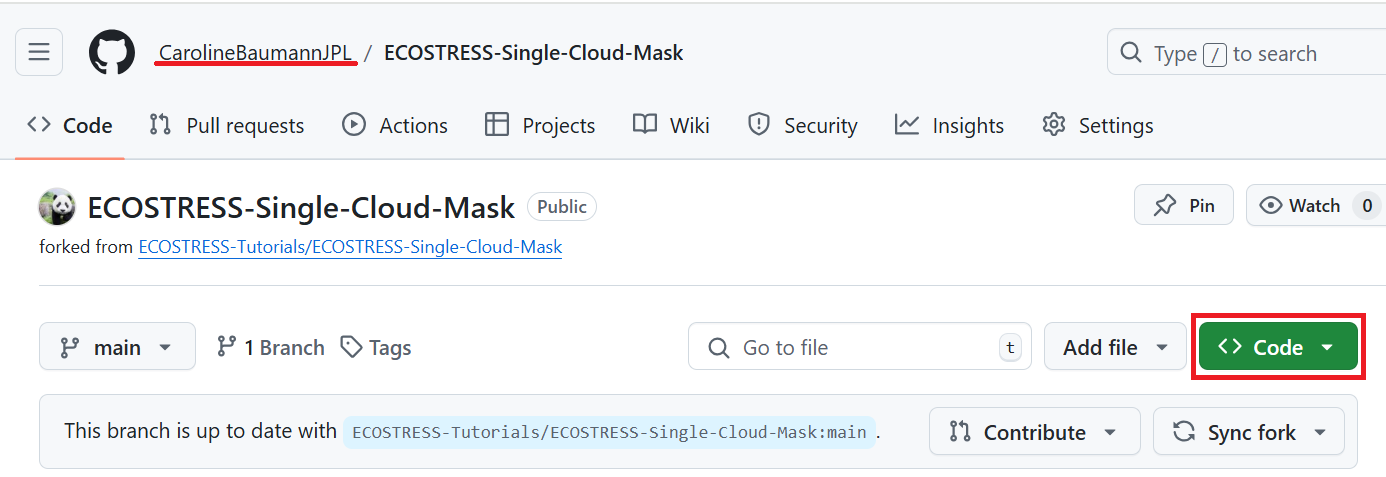 CarolineBaumannJPL / ECOSTRESS-Single-Cloud-Mask Type / to search
Code Pull requests Actions Projects Wiki Security Insights Settings
ECOSTRESS-Single-Cloud-Mask Public Pin Watch 0
forked from ECOSTRESS-Tutorials/ECOSTRESS-Single-Cloud-Mask
main 1 Branch Tags Go to file t Add file Code
This branch is up to date with ECOSTRESS-Tutorials/ECOSTRESS-Single-Cloud-Mask:main . Contribute Sync fork